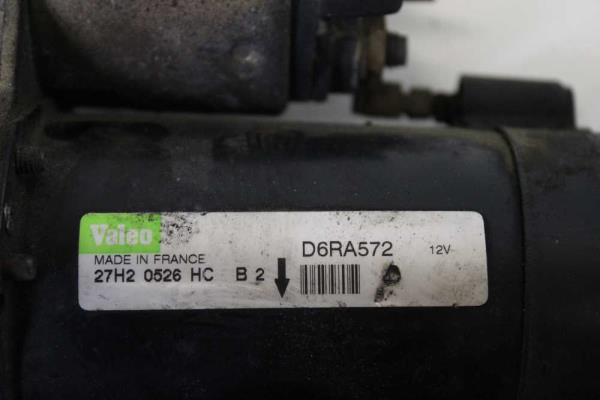 Valeo
MADE IN FRANCE
27H2 0526 HC B 2
D6RA572 12V